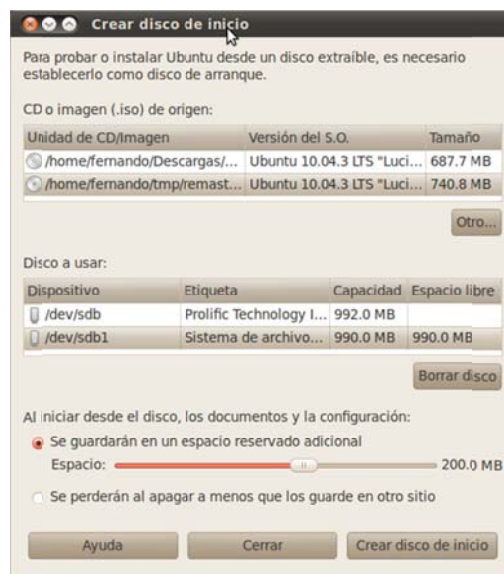 Crear disco de inicio
Para probar o instalar Ubuntu desde un disco extraíble, es necesario
establecerlo como disco de arranque.
CD o imagen (.iso) de origen:
Unidad de CD/Imagen Versión del S.O. Tamaño
/home/fernando/Descargas/... Ubuntu 10.04.3 LTS "Luci... 687.7 MB
/home/fernando/tmp/remast... Ubuntu 10.04.3 LTS "Luci... 740.8 MB
Otro...
Disco a usar:
Dispositivo Etiqueta Capacidad Espacio libre
/dev/sdb Prolific Technology I... 992.0 MB
/dev/sdb1 Sistema de archivo... 990.0 MB 990.0 MB
Borrar disco
Al iniciar desde el disco, los documentos y la configuración:
Se guardarán en un espacio reservado adicional
Espacio: 200.0 MB
Se perderán al apagar a menos que los guarde en otro sitio
Ayuda Cerrar Crear disco de inicio